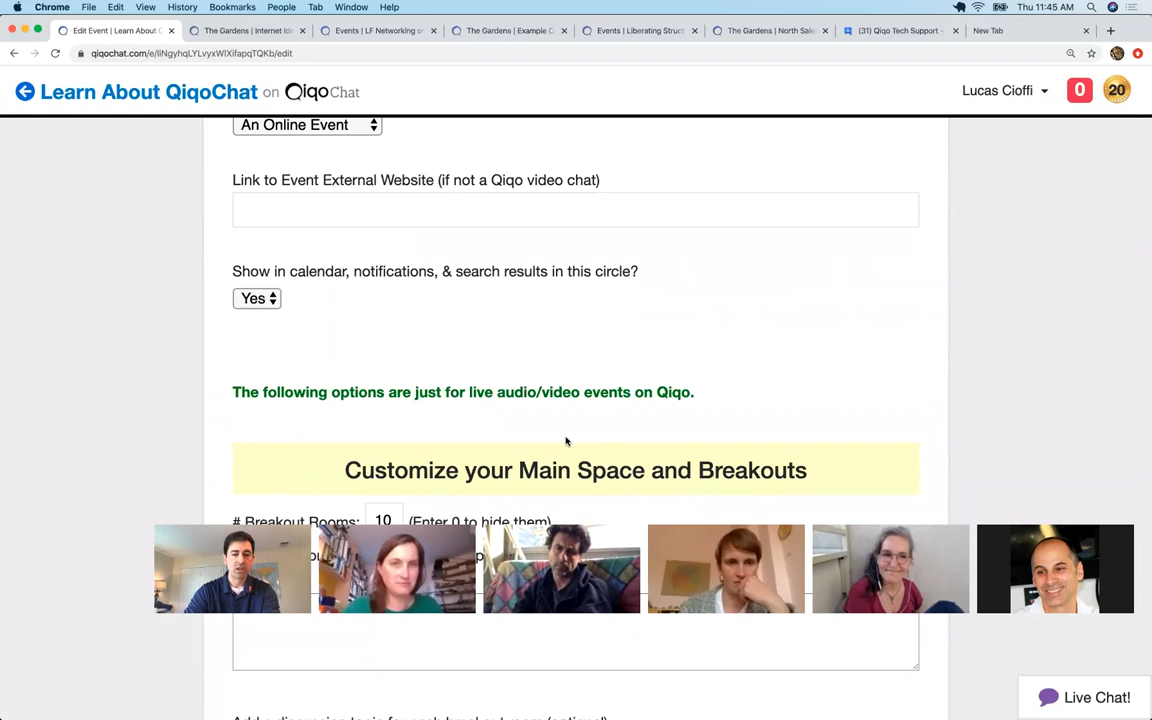 Chrome File Edit View History Bookmarks People Tab Window Help Thu 11:45 AM
Edit Event | Learn About The Gardens | Internet Id Events | LF Networking o The Gardens | Example C Events | Liberating Struc The Gardens | North Sale (31) Qiqo Tech Support - New Tab
qiqochat.com/e/
/edit
Learn About QiqoChat on QiqoChat Lucas Cioffi 0 20
An Online Event
Link to Event External Website (if not a Qiqo video chat)
Show in calendar, notifications, & search results in this circle?
Yes
The following options are just for live audio/video events on Qiqo.
Customize your Main Space and Breakouts
# Breakout Rooms: 10 (Enter 0 to hide them)
Live Chat!